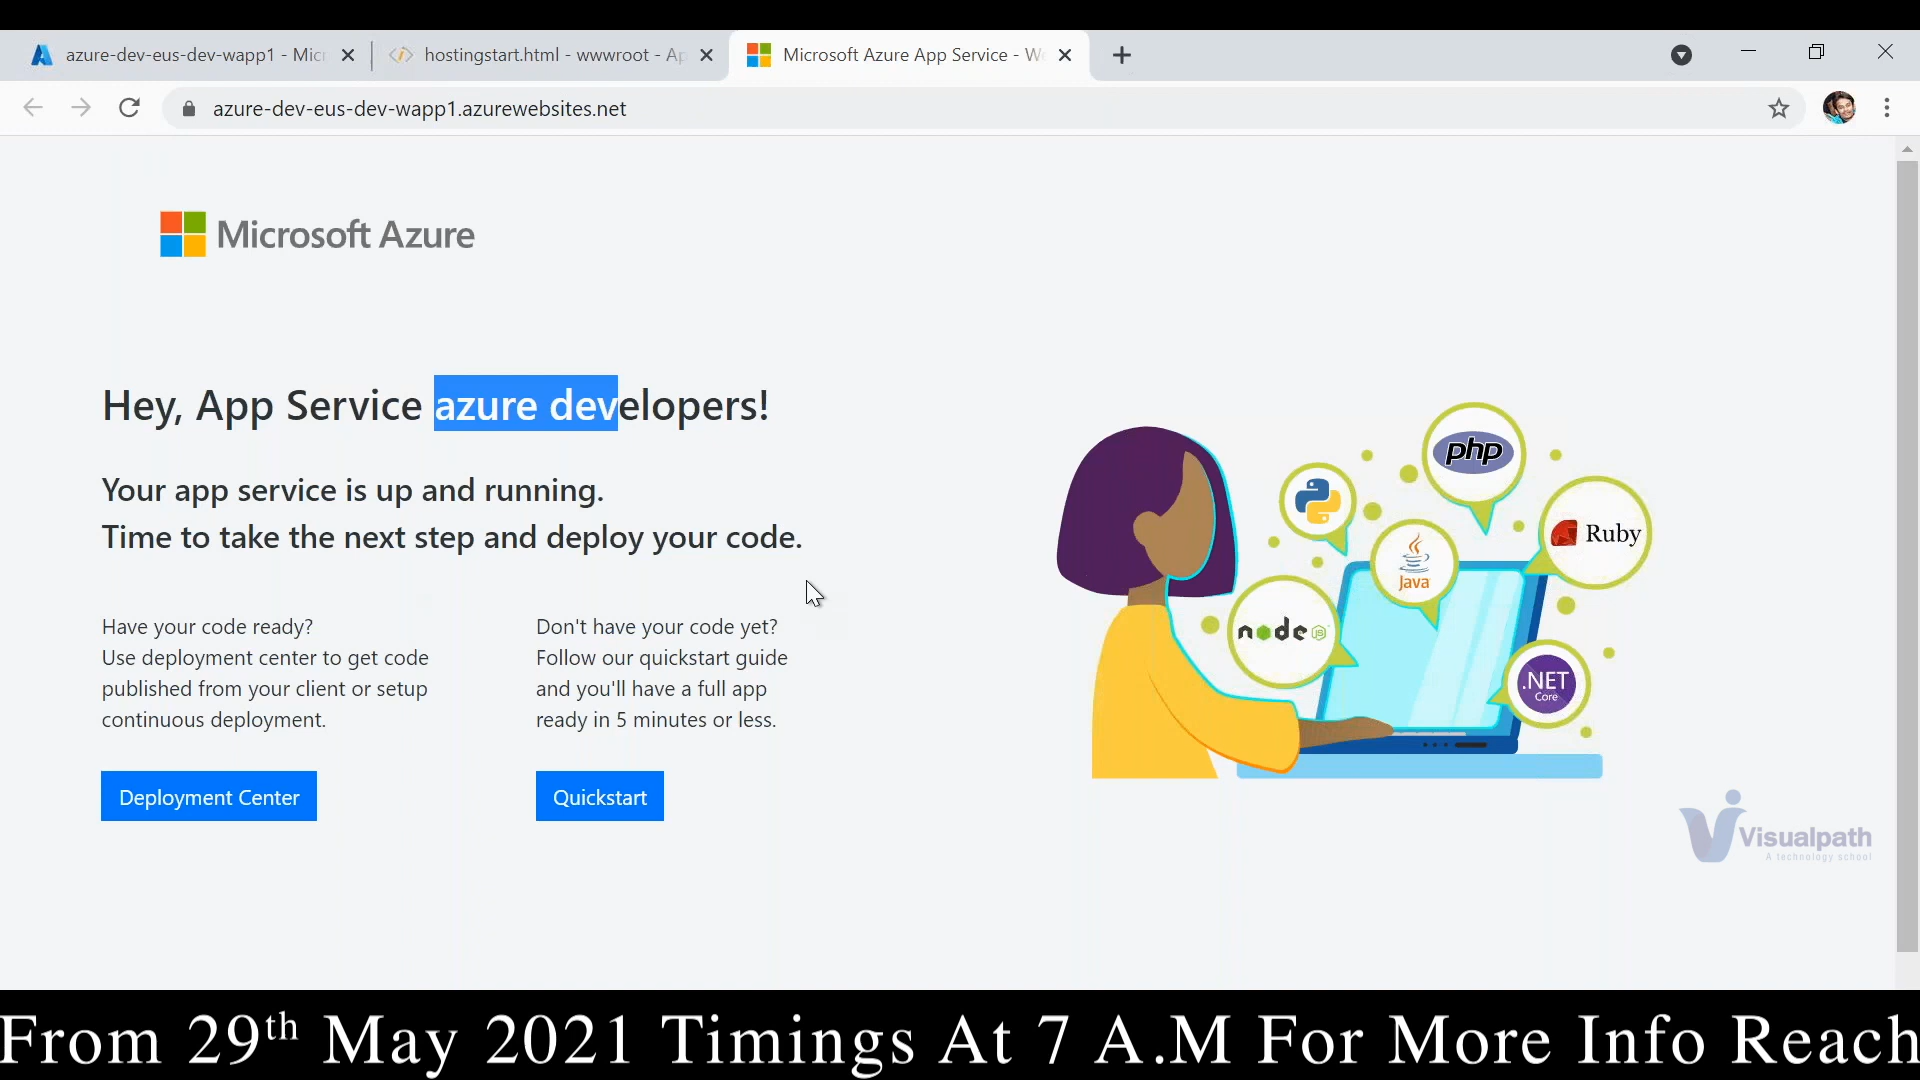 azure-dev-eus-dev-wapp1 - Micr
hostingstart.html - wwwroot - Ap
Microsoft Azure App Service - We
azure-dev-eus-dev-wapp1.azurewebsites.net
Microsoft Azure
Hey, App Service azure developers!
Your app service is up and running.
Time to take the next step and deploy your code.
Have your code ready?
Use deployment center to get code
published from your client or setup
continuous deployment.
Deployment Center
Don't have your code yet?
Follow our quickstart guide
and you'll have a full app
ready in 5 minutes or less.
Quickstart
php
Ruby
Java
node JS
.NET
Core
Visualpath
A technology school
From 29th May 2021 Timings At 7 A.M For More Info Reach